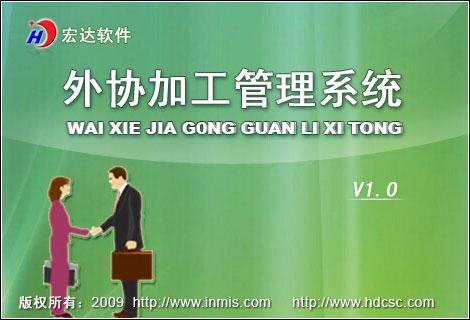 宏达软件
外协加工管理系统
WAI XIE JIA GONG GUAN LI XI TONG
V1.0
版权所有：2009 http://www.inmis.com http://www.hdcsc.com